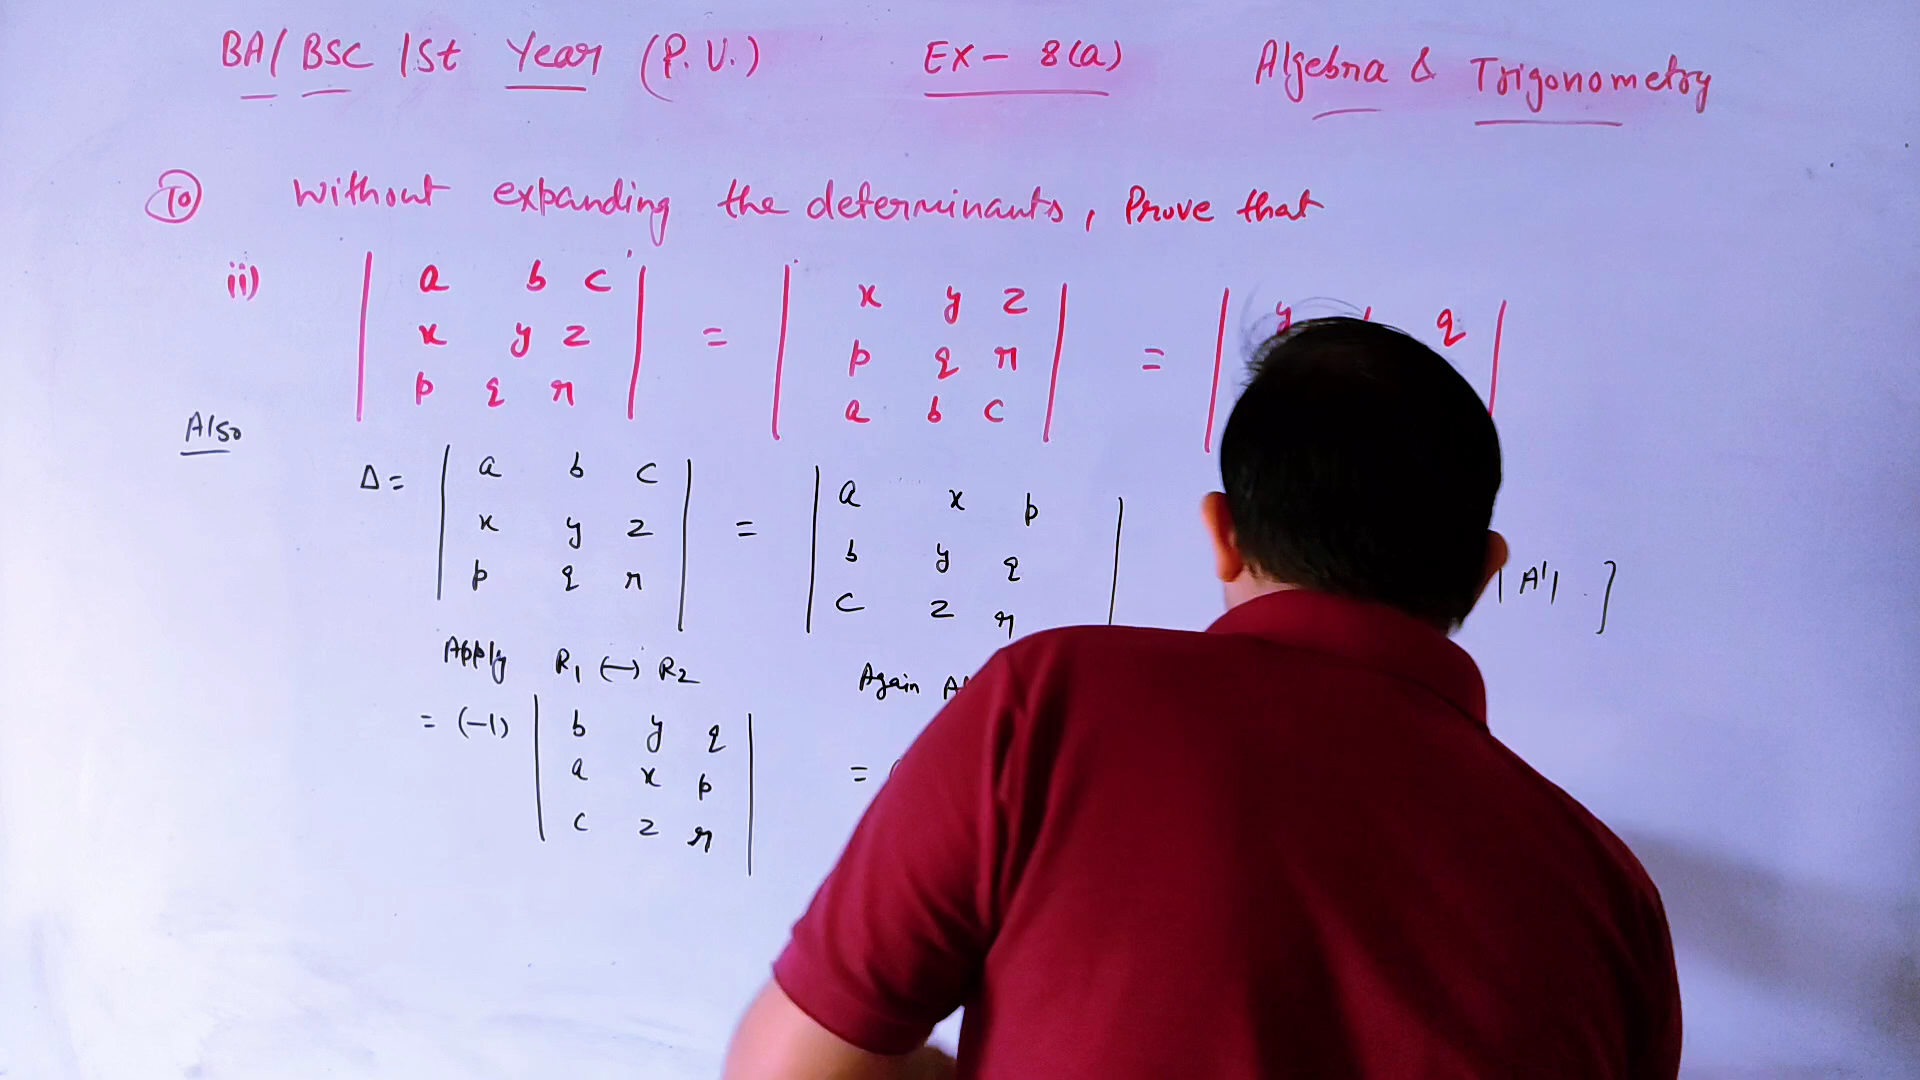 BA/BSC 1St Year (P.U.) EX- 8(a) Algebra & Trigonometry
10 Without expanding the determinants, Prove that
ii) | a b c | = | x y z | = | y q |
| x y z | | p q r |
| p q r | | a b c |
Also
Δ = | a b c | = | a x p |
| x y z | | b y q | |A'| ]
| p q r | | c z r |
Apply R1 ↔ R2 Again
= (-1) | b y q | =
| a x p |
| c z r |